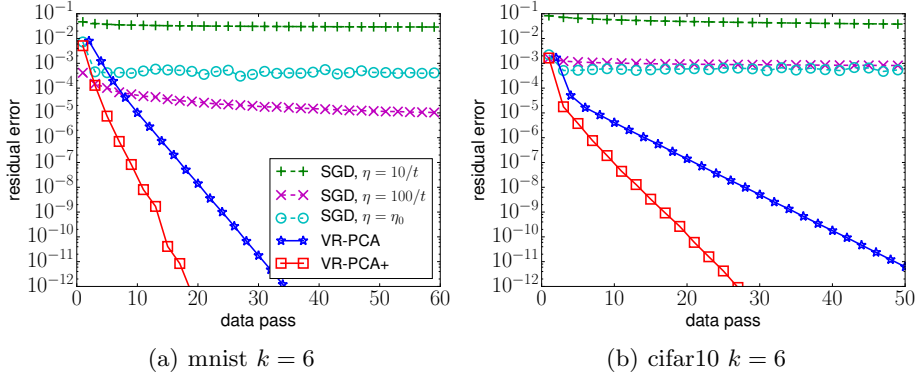 10^{-1}
10^{-2}
10^{-3}
10^{-4}
10^{-5}
10^{-6}
10^{-7}
10^{-8}
10^{-9}
10^{-10}
10^{-11}
10^{-12}
residual error
0 10 20 30 40 50 60
data pass
SGD, η = 10/t
SGD, η = 100/t
SGD, η = η_0
VR-PCA
VR-PCA+
(a) mnist k = 6
10^{-1}
10^{-2}
10^{-3}
10^{-4}
10^{-5}
10^{-6}
10^{-7}
10^{-8}
10^{-9}
10^{-10}
10^{-11}
10^{-12}
residual error
0 10 20 30 40 50
data pass
(b) cifar10 k = 6